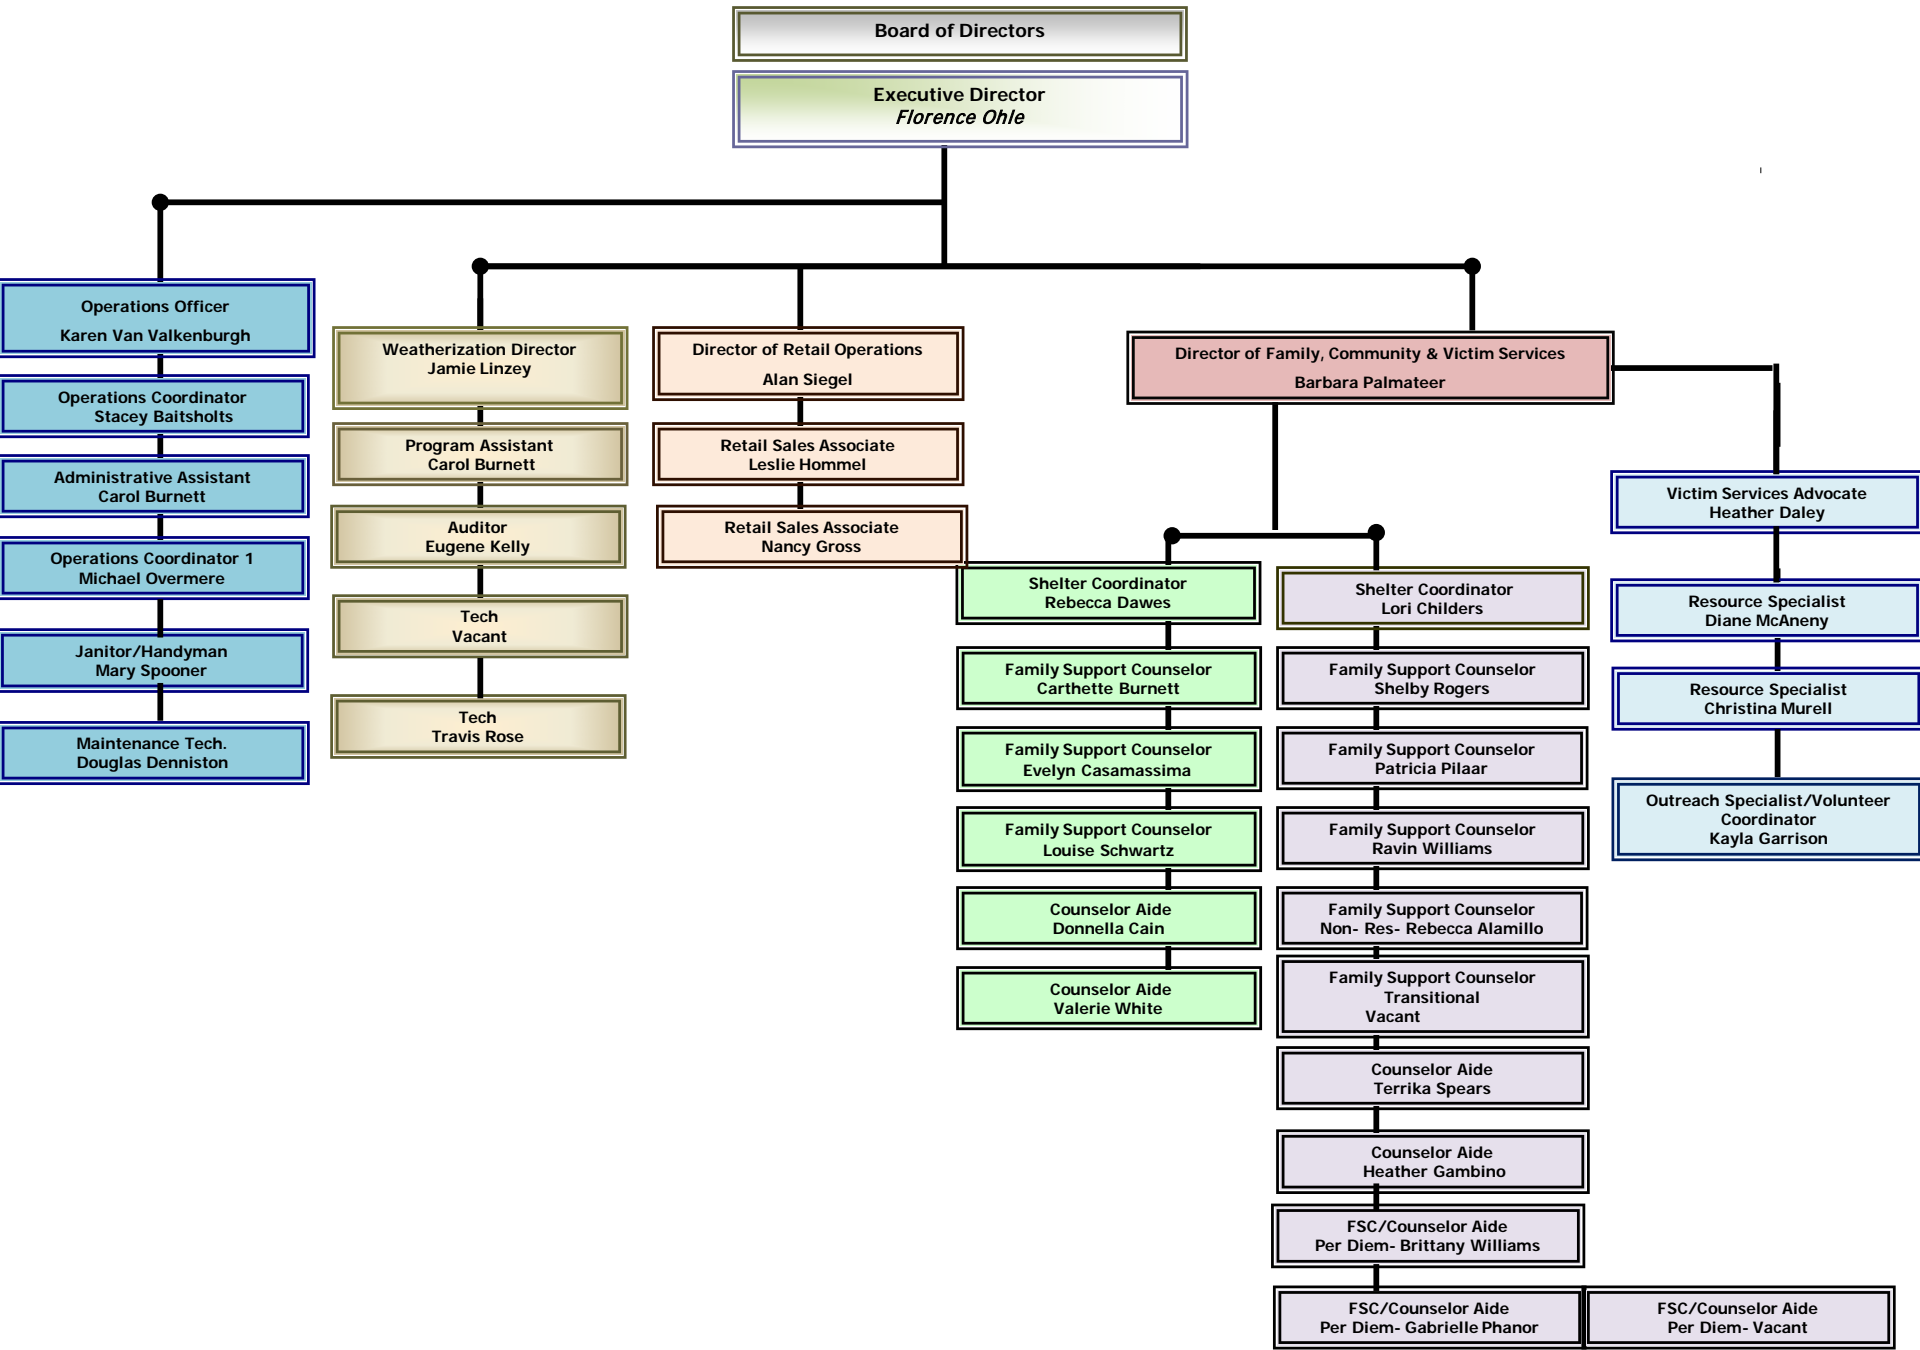 Board of Directors
Executive Director
Florence Ohle
Operations Officer
Karen Van Valkenburgh
Operations Coordinator
Stacey Baitsholts
Administrative Assistant
Carol Burnett
Operations Coordinator 1
Michael Overmere
Janitor/Handyman
Mary Spooner
Maintenance Tech.
Douglas Denniston
Weatherization Director
Jamie Linzey
Program Assistant
Carol Burnett
Auditor
Eugene Kelly
Tech
Vacant
Tech
Travis Rose
Director of Retail Operations
Alan Siegel
Retail Sales Associate
Leslie Hommel
Retail Sales Associate
Nancy Gross
Director of Family, Community & Victim Services
Barbara Palmateer
Shelter Coordinator
Rebecca Dawes
Family Support Counselor
Carthette Burnett
Family Support Counselor
Evelyn Casamassima
Family Support Counselor
Louise Schwartz
Counselor Aide
Donnella Cain
Counselor Aide
Valerie White
Shelter Coordinator
Lori Childers
Family Support Counselor
Shelby Rogers
Family Support Counselor
Patricia Pilaar
Family Support Counselor
Ravin Williams
Family Support Counselor
Non- Res- Rebecca Alamillo
Family Support Counselor
Transitional
Vacant
Counselor Aide
Terrika Spears
Counselor Aide
Heather Gambino
FSC/Counselor Aide
Per Diem- Brittany Williams
FSC/Counselor Aide
Per Diem- Gabrielle Phanor
FSC/Counselor Aide
Per Diem- Vacant
Victim Services Advocate
Heather Daley
Resource Specialist
Diane McAneny
Resource Specialist
Christina Murell
Outreach Specialist/Volunteer
Coordinator
Kayla Garrison